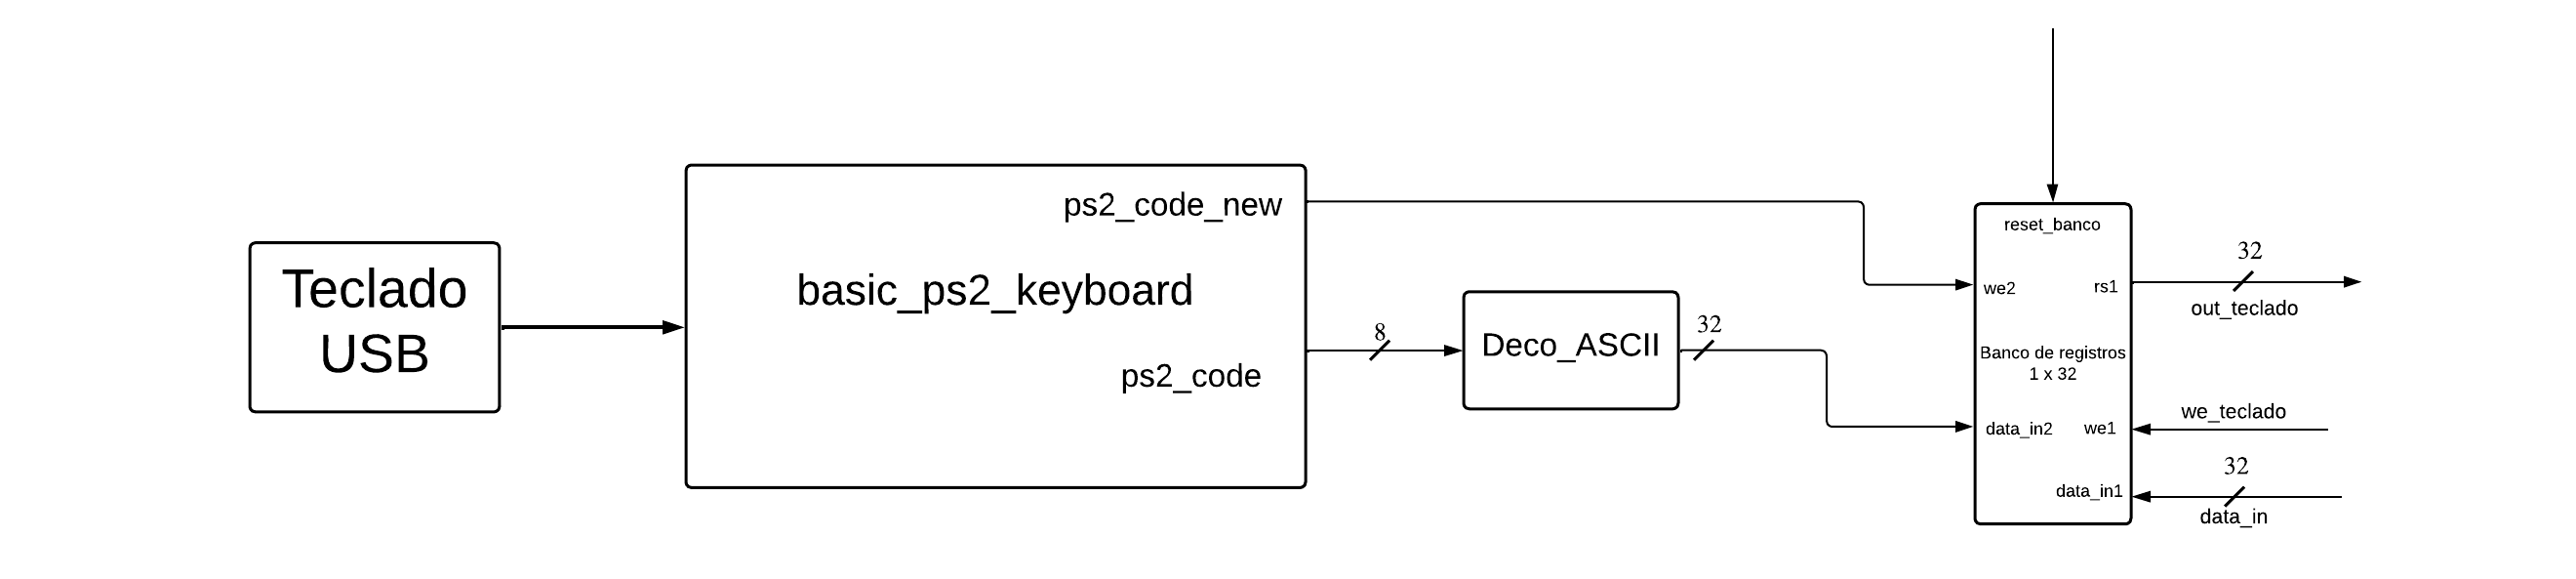 Teclado
USB
basic_ps2_keyboard
ps2_code_new
ps2_code
8
Deco_ASCII
32
reset_banco
we2
rs1
Banco de registros
1 x 32
data_in2
we1
data_in1
32
out_teclado
we_teclado
32
data_in